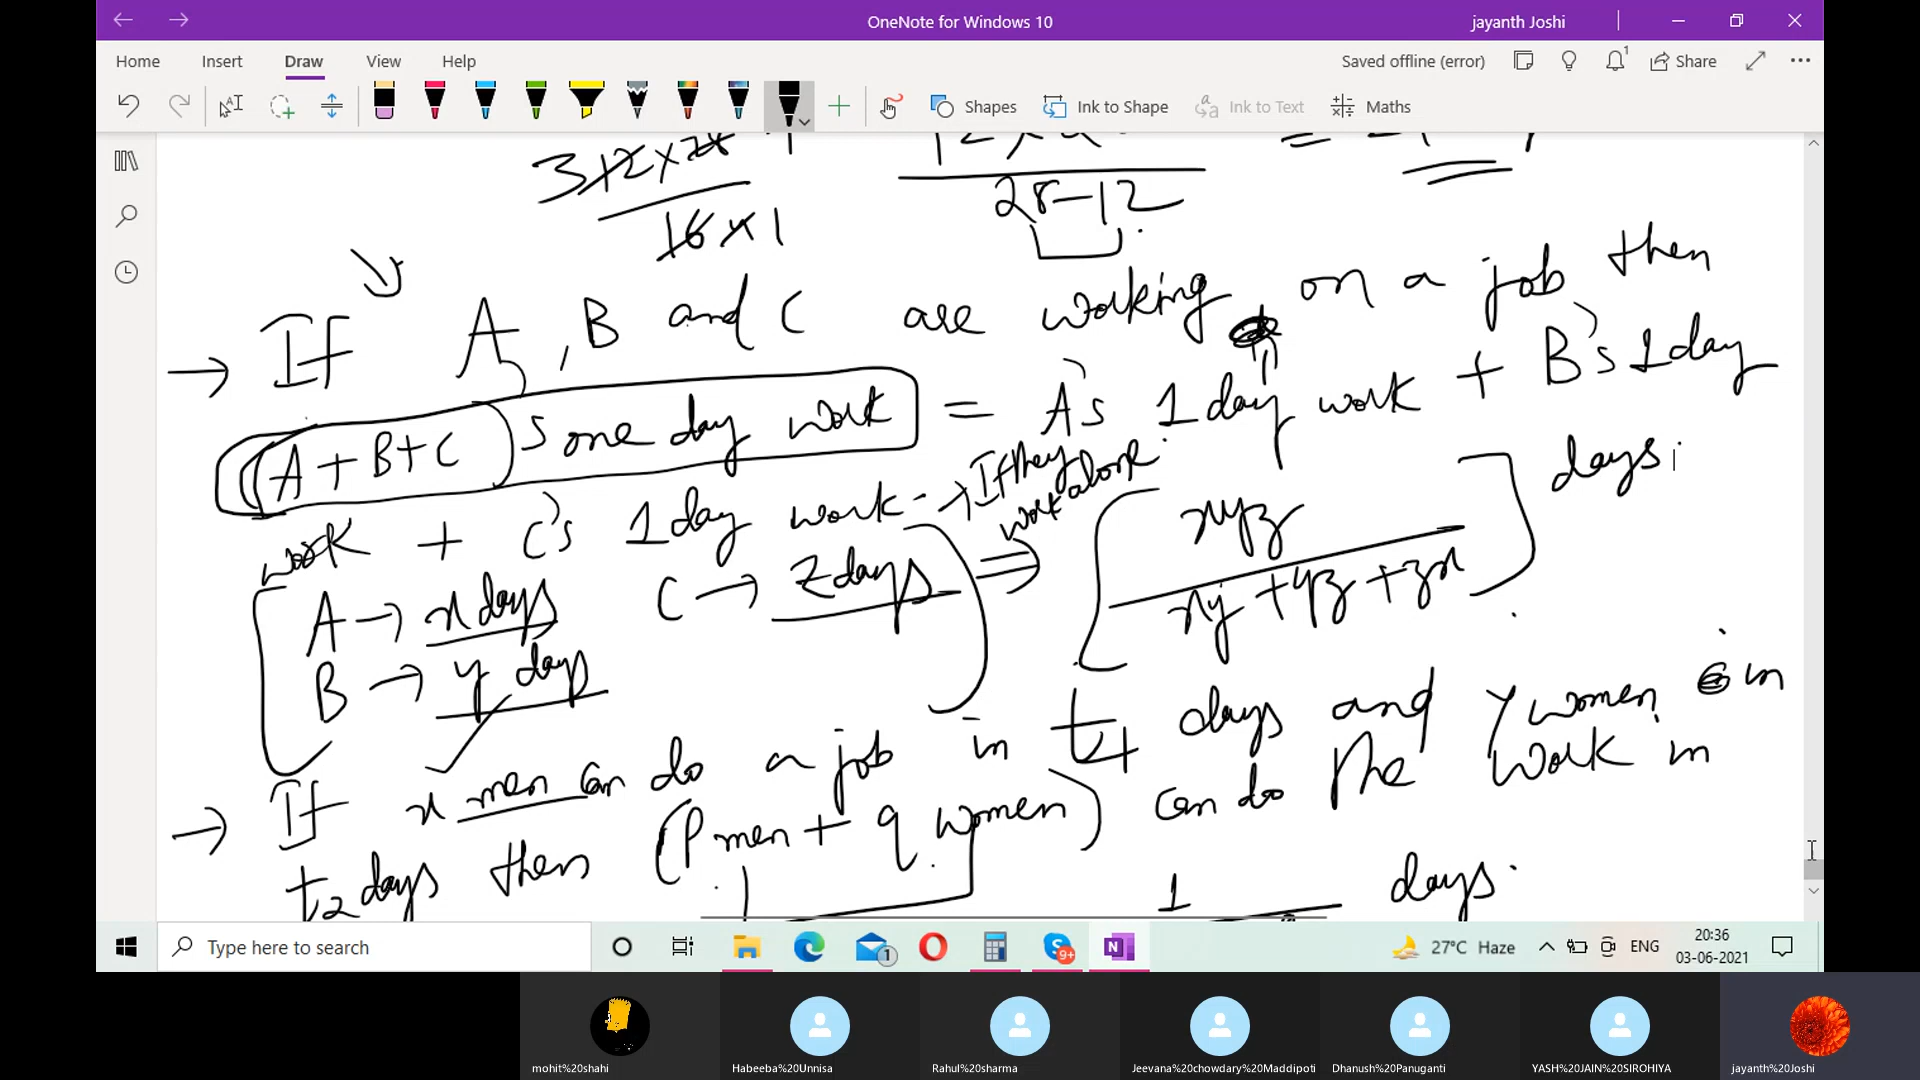 OneNote for Windows 10
jayanth Joshi
Home Insert Draw View Help
Saved offline (error)
Share
Shapes
Ink to Shape
Ink to Text
Maths
28-12
16 x 1
→ If A, B and C are working on a job then
(A+B+C)'s one day work = A's 1 day work + B's 1 day
work + C's 1 day work. → If they
work alone
A → x days C → z days ⇒ [xyz
xy + yz + zx] days
B → y days
→ If x men can do a job in t1 days and y women in
t2 days then (p men + q women) can do the work in
1 days.
Type here to search
27°C Haze
ENG
20:36
03-06-2021
1
1
9+
mohit%20shahi
Habeeba%20Unnisa
Rahul%20sharma
Jeevana%20chowdary%20Maddipoti
Dhanush%20Panuganti
YASH%20JAIN%20SIROHIYA
jayanth%20Joshi